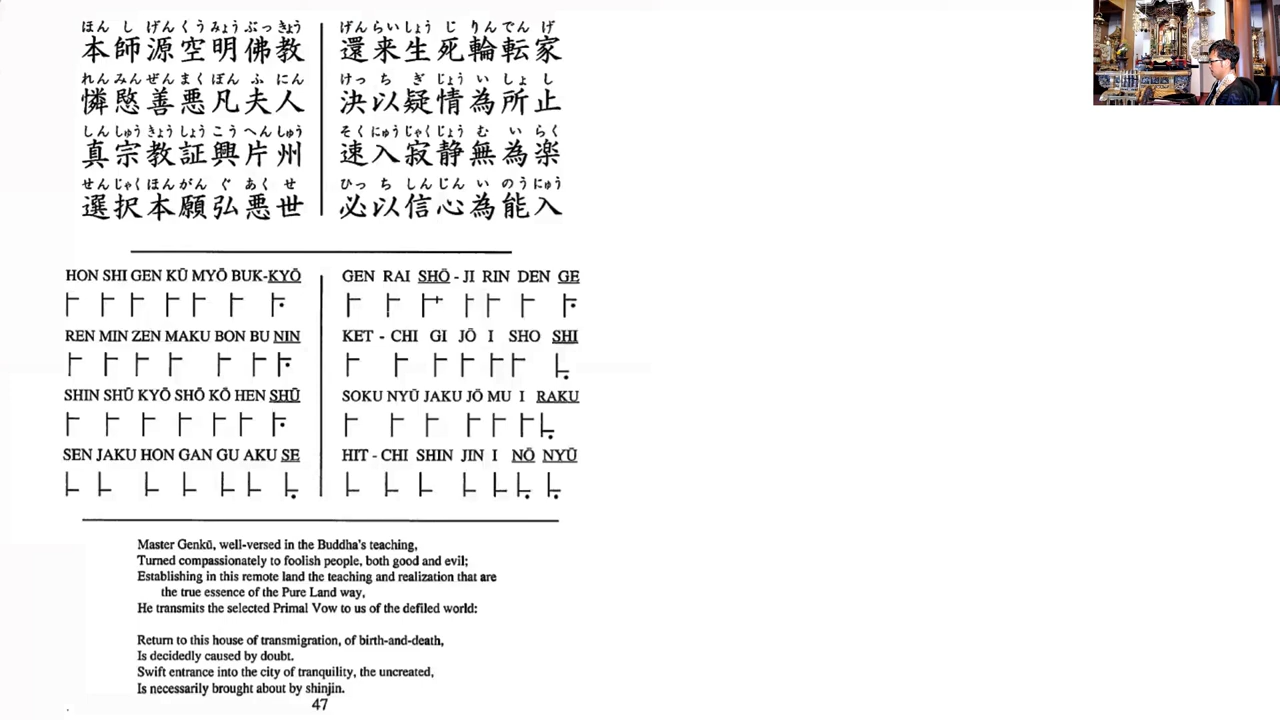 ほん し げん くう みょう ぶっ きょう
本師源空明佛教
れん みん ぜん まく ぼん ふ にん
憐愍善悪凡夫人
しん しゅう きょう しょう こう へん しゅう
真宗教証興片州
せん じゃく ほん がん ぐ あく せ
選択本願弘悪世
げん らい しょう じ りん でん げ
還来生死輪転家
けっ ち ぎ じょう い しょ し
決以疑情為所止
そく にゅう じゃく じょう む い らく
速入寂静無為楽
ひっ ち しん じん い のう にゅう
必以信心為能入
HON SHI GEN KŪ MYŌ BUK-KYŌ
REN MIN ZEN MAKU BON BU NIN
SHIN SHŪ KYŌ SHŌ KŌ HEN SHŪ
SEN JAKU HON GAN GU AKU SE
GEN RAI SHŌ - JI RIN DEN GE
KET - CHI GI JŌ I SHO SHI
SOKU NYŪ JAKU JŌ MU I RAKU
HIT - CHI SHIN JIN I NŌ NYŪ
Master Genkū, well-versed in the Buddha's teaching,
Turned compassionately to foolish people, both good and evil;
Establishing in this remote land the teaching and realization that are
the true essence of the Pure Land way,
He transmits the selected Primal Vow to us of the defiled world:
Return to this house of transmigration, of birth-and-death,
Is decidedly caused by doubt.
Swift entrance into the city of tranquility, the uncreated,
Is necessarily brought about by shinjin.
47